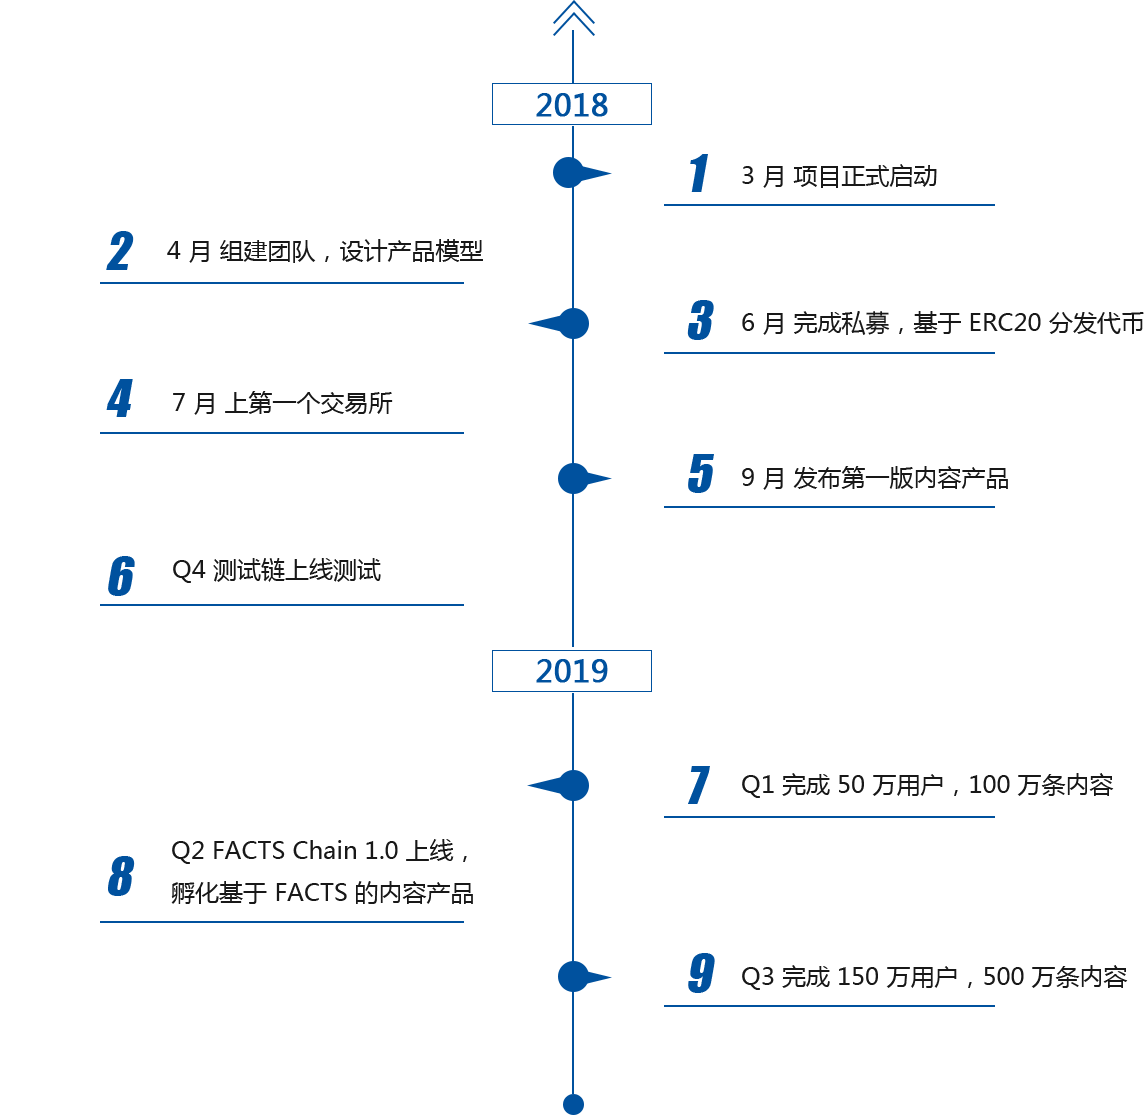 2018
1 3 月 项目正式启动
2 4 月 组建团队，设计产品模型
3 6 月 完成私募，基于 ERC20 分发代币
4 7 月 上第一个交易所
5 9 月 发布第一版内容产品
6 Q4 测试链上线测试
2019
7 Q1 完成 50 万用户，100 万条内容
8 Q2 FACTS Chain 1.0 上线，
孵化基于 FACTS 的内容产品
9 Q3 完成 150 万用户，500 万条内容